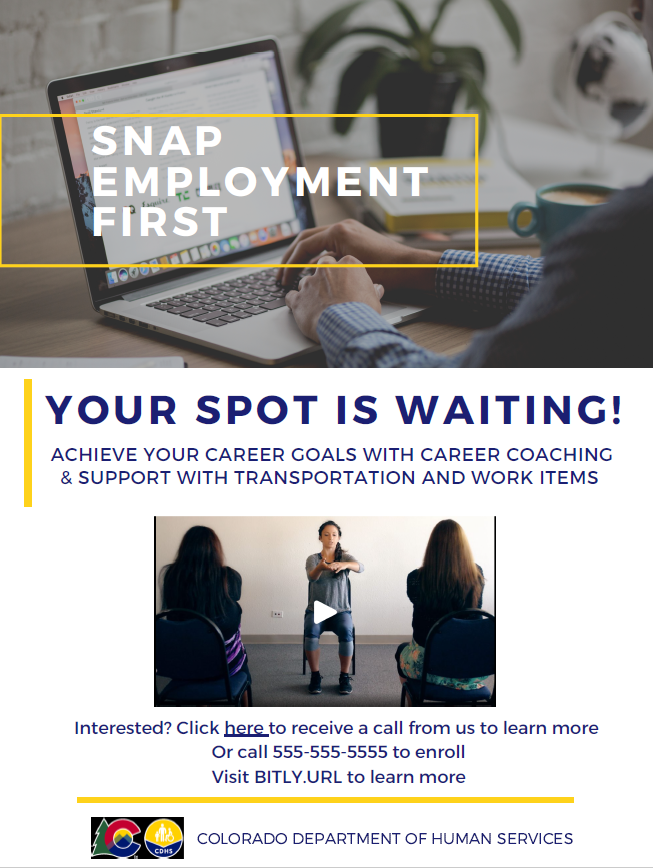 SNAP
EMPLOYMENT
FIRST
YOUR SPOT IS WAITING!
ACHIEVE YOUR CAREER GOALS WITH CAREER COACHING
& SUPPORT WITH TRANSPORTATION AND WORK ITEMS
Interested? Click here to receive a call from us to learn more
Or call 555-555-5555 to enroll
Visit BITLY.URL to learn more
CDHS
COLORADO DEPARTMENT OF HUMAN SERVICES